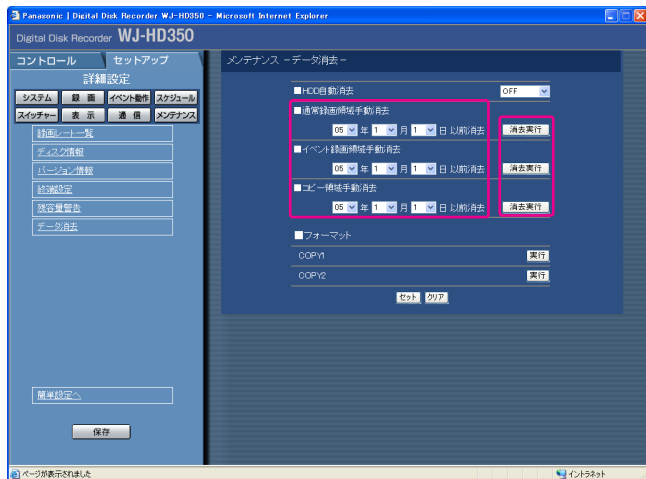 Panasonic | Digital Disk Recorder WJ-HD350 - Microsoft Internet Explorer
Digital Disk Recorder WJ-HD350
コントロール セットアップ
詳細設定
システム 録 画 イベント動作 スケジュール
スイッチャー 表 示 通 信 メンテナンス
録画レート一覧
ディスク情報
バージョン情報
終端設定
残容量警告
データ消去
簡単設定へ
保存
メンテナンス －データ消去－
■HDD自動消去 OFF
■通常録画領域手動消去
05 年 1 月 1 日 以前消去 消去実行
■イベント録画領域手動消去
05 年 1 月 1 日 以前消去 消去実行
■コピー領域手動消去
05 年 1 月 1 日 以前消去 消去実行
■フォーマット
COPY1 実行
COPY2 実行
セット クリア
ページが表示されました イントラネット